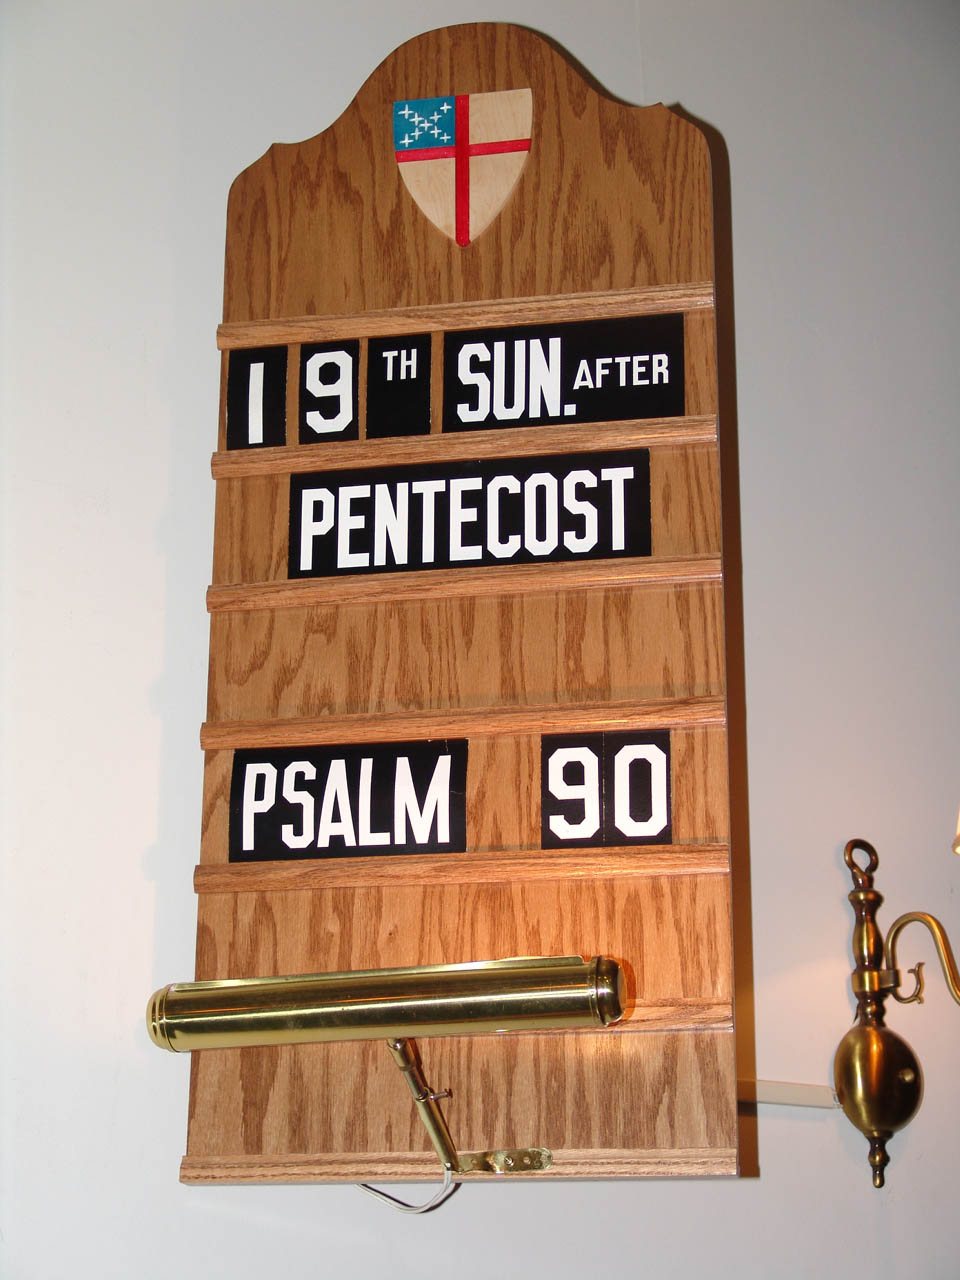 19TH SUN. AFTER
PENTECOST
PSALM 90